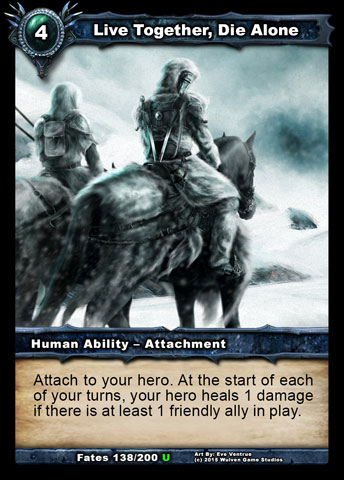 4
Live Together, Die Alone
Human Ability – Attachment
Attach to your hero. At the start of each
of your turns, your hero heals 1 damage
if there is at least 1 friendly ally in play.
Fates 138/200 U
Art By: Eve Ventrue
(c) 2015 Wulven Game Studios